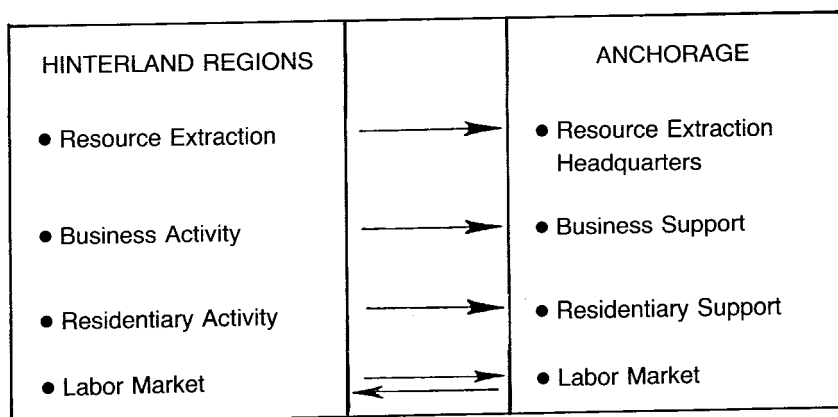 HINTERLAND REGIONS
● Resource Extraction
● Business Activity
● Residentiary Activity
● Labor Market
ANCHORAGE
● Resource Extraction
Headquarters
● Business Support
● Residentiary Support
● Labor Market